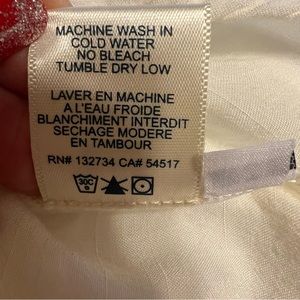 MACHINE WASH IN
COLD WATER
NO BLEACH
TUMBLE DRY LOW
LAVER EN MACHINE
A L'EAU FROIDE
BLANCHIMENT INTERDIT
SECHAGE MODERE
EN TAMBOUR
RN# 132734 CA# 54517
30C